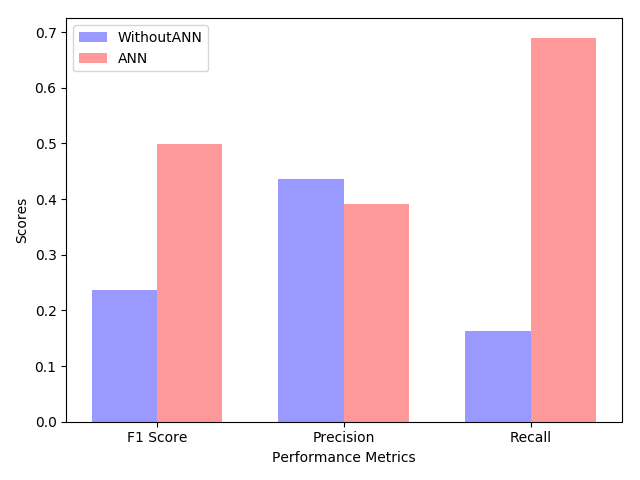 WithoutANN
ANN
Scores
0.7
0.6
0.5
0.4
0.3
0.2
0.1
0.0
F1 Score
Precision
Recall
Performance Metrics